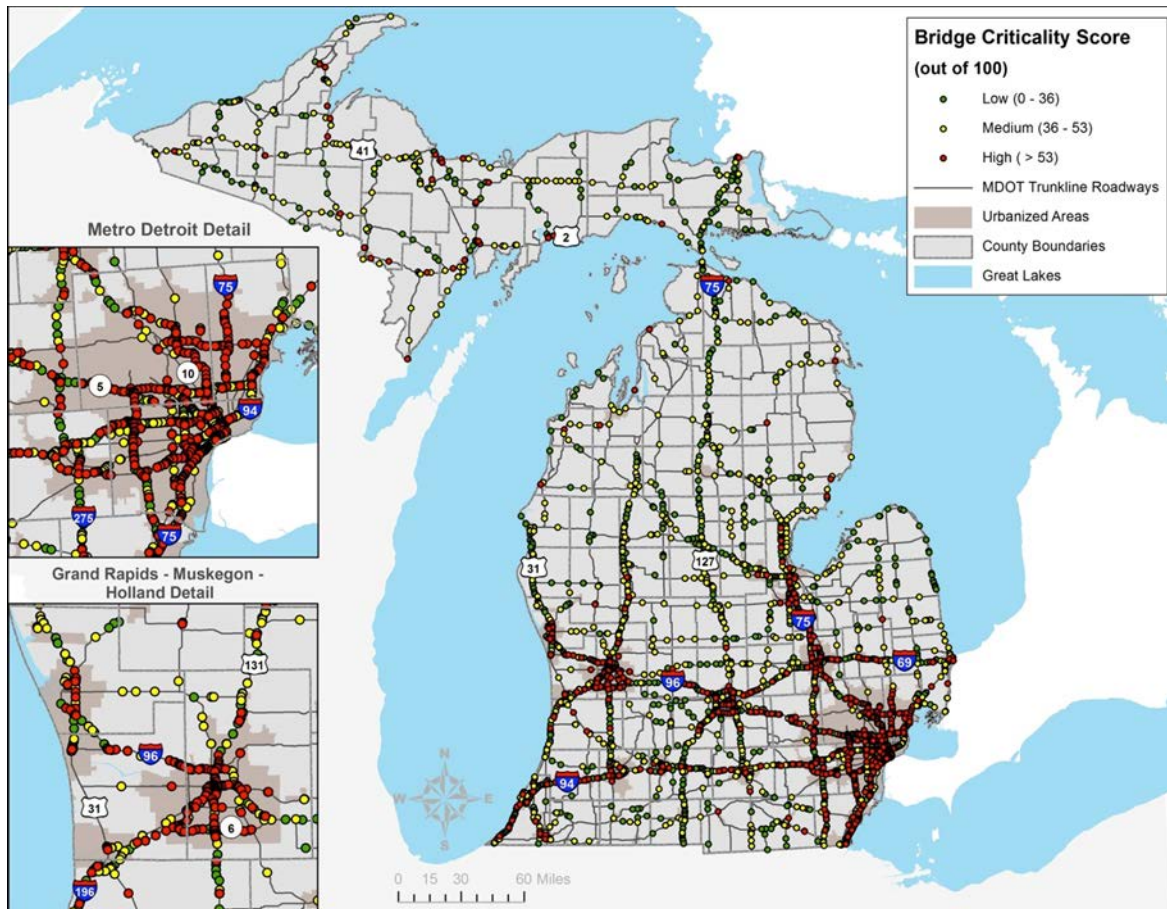 Bridge Criticality Score
(out of 100)
Low (0 - 36)
Medium (36 - 53)
High ( > 53)
MDOT Trunkline Roadways
Urbanized Areas
County Boundaries
Great Lakes
41
2
75
31
127
75
69
96
94
Metro Detroit Detail
75
10
5
94
275
75
Grand Rapids - Muskegon -
Holland Detail
131
96
31
6
196
N
W E
S
0 15 30 60 Miles